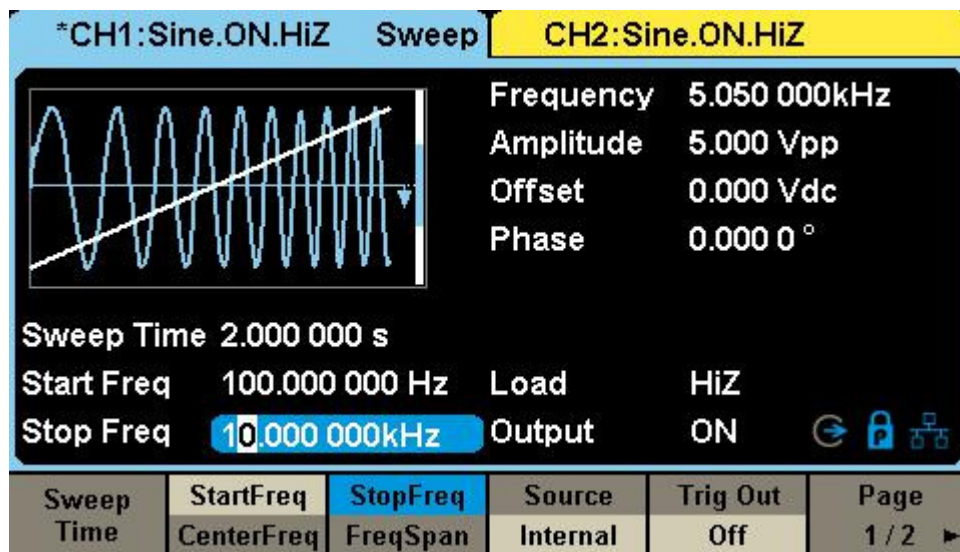 *CH1:Sine.ON.HiZ Sweep CH2:Sine.ON.HiZ
Frequency 5.050 000kHz
Amplitude 5.000 Vpp
Offset 0.000 Vdc
Phase 0.000 0 °
Sweep Time 2.000 000 s
Start Freq 100.000 000 Hz Load HiZ
Stop Freq 10.000 000kHz Output ON P
Sweep Time StartFreq CenterFreq StopFreq FreqSpan Source Internal Trig Out Off Page 1/2 ►